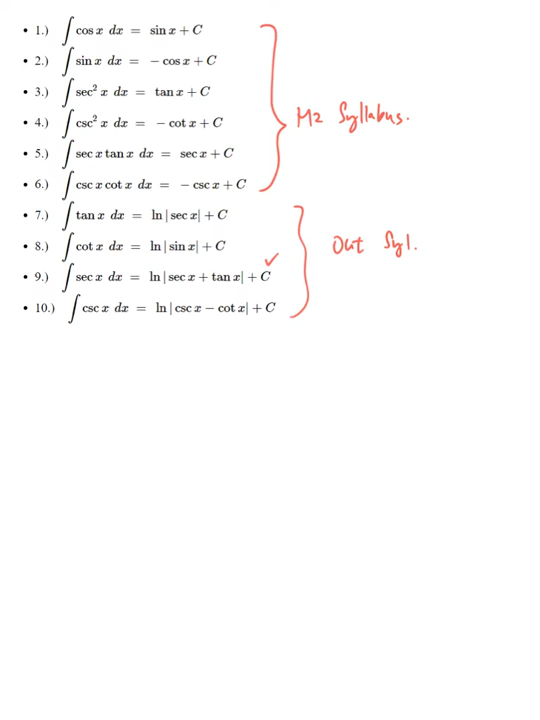 • 1.) ∫ cos x dx = sin x + C
• 2.) ∫ sin x dx = − cos x + C
• 3.) ∫ sec² x dx = tan x + C
• 4.) ∫ csc² x dx = − cot x + C
• 5.) ∫ sec x tan x dx = sec x + C
• 6.) ∫ csc x cot x dx = − csc x + C
M2 Syllabus.
• 7.) ∫ tan x dx = ln | sec x| + C
• 8.) ∫ cot x dx = ln | sin x| + C
• 9.) ∫ sec x dx = ln | sec x + tan x| + C ✓
• 10.) ∫ csc x dx = ln | csc x − cot x| + C
Out Syl.